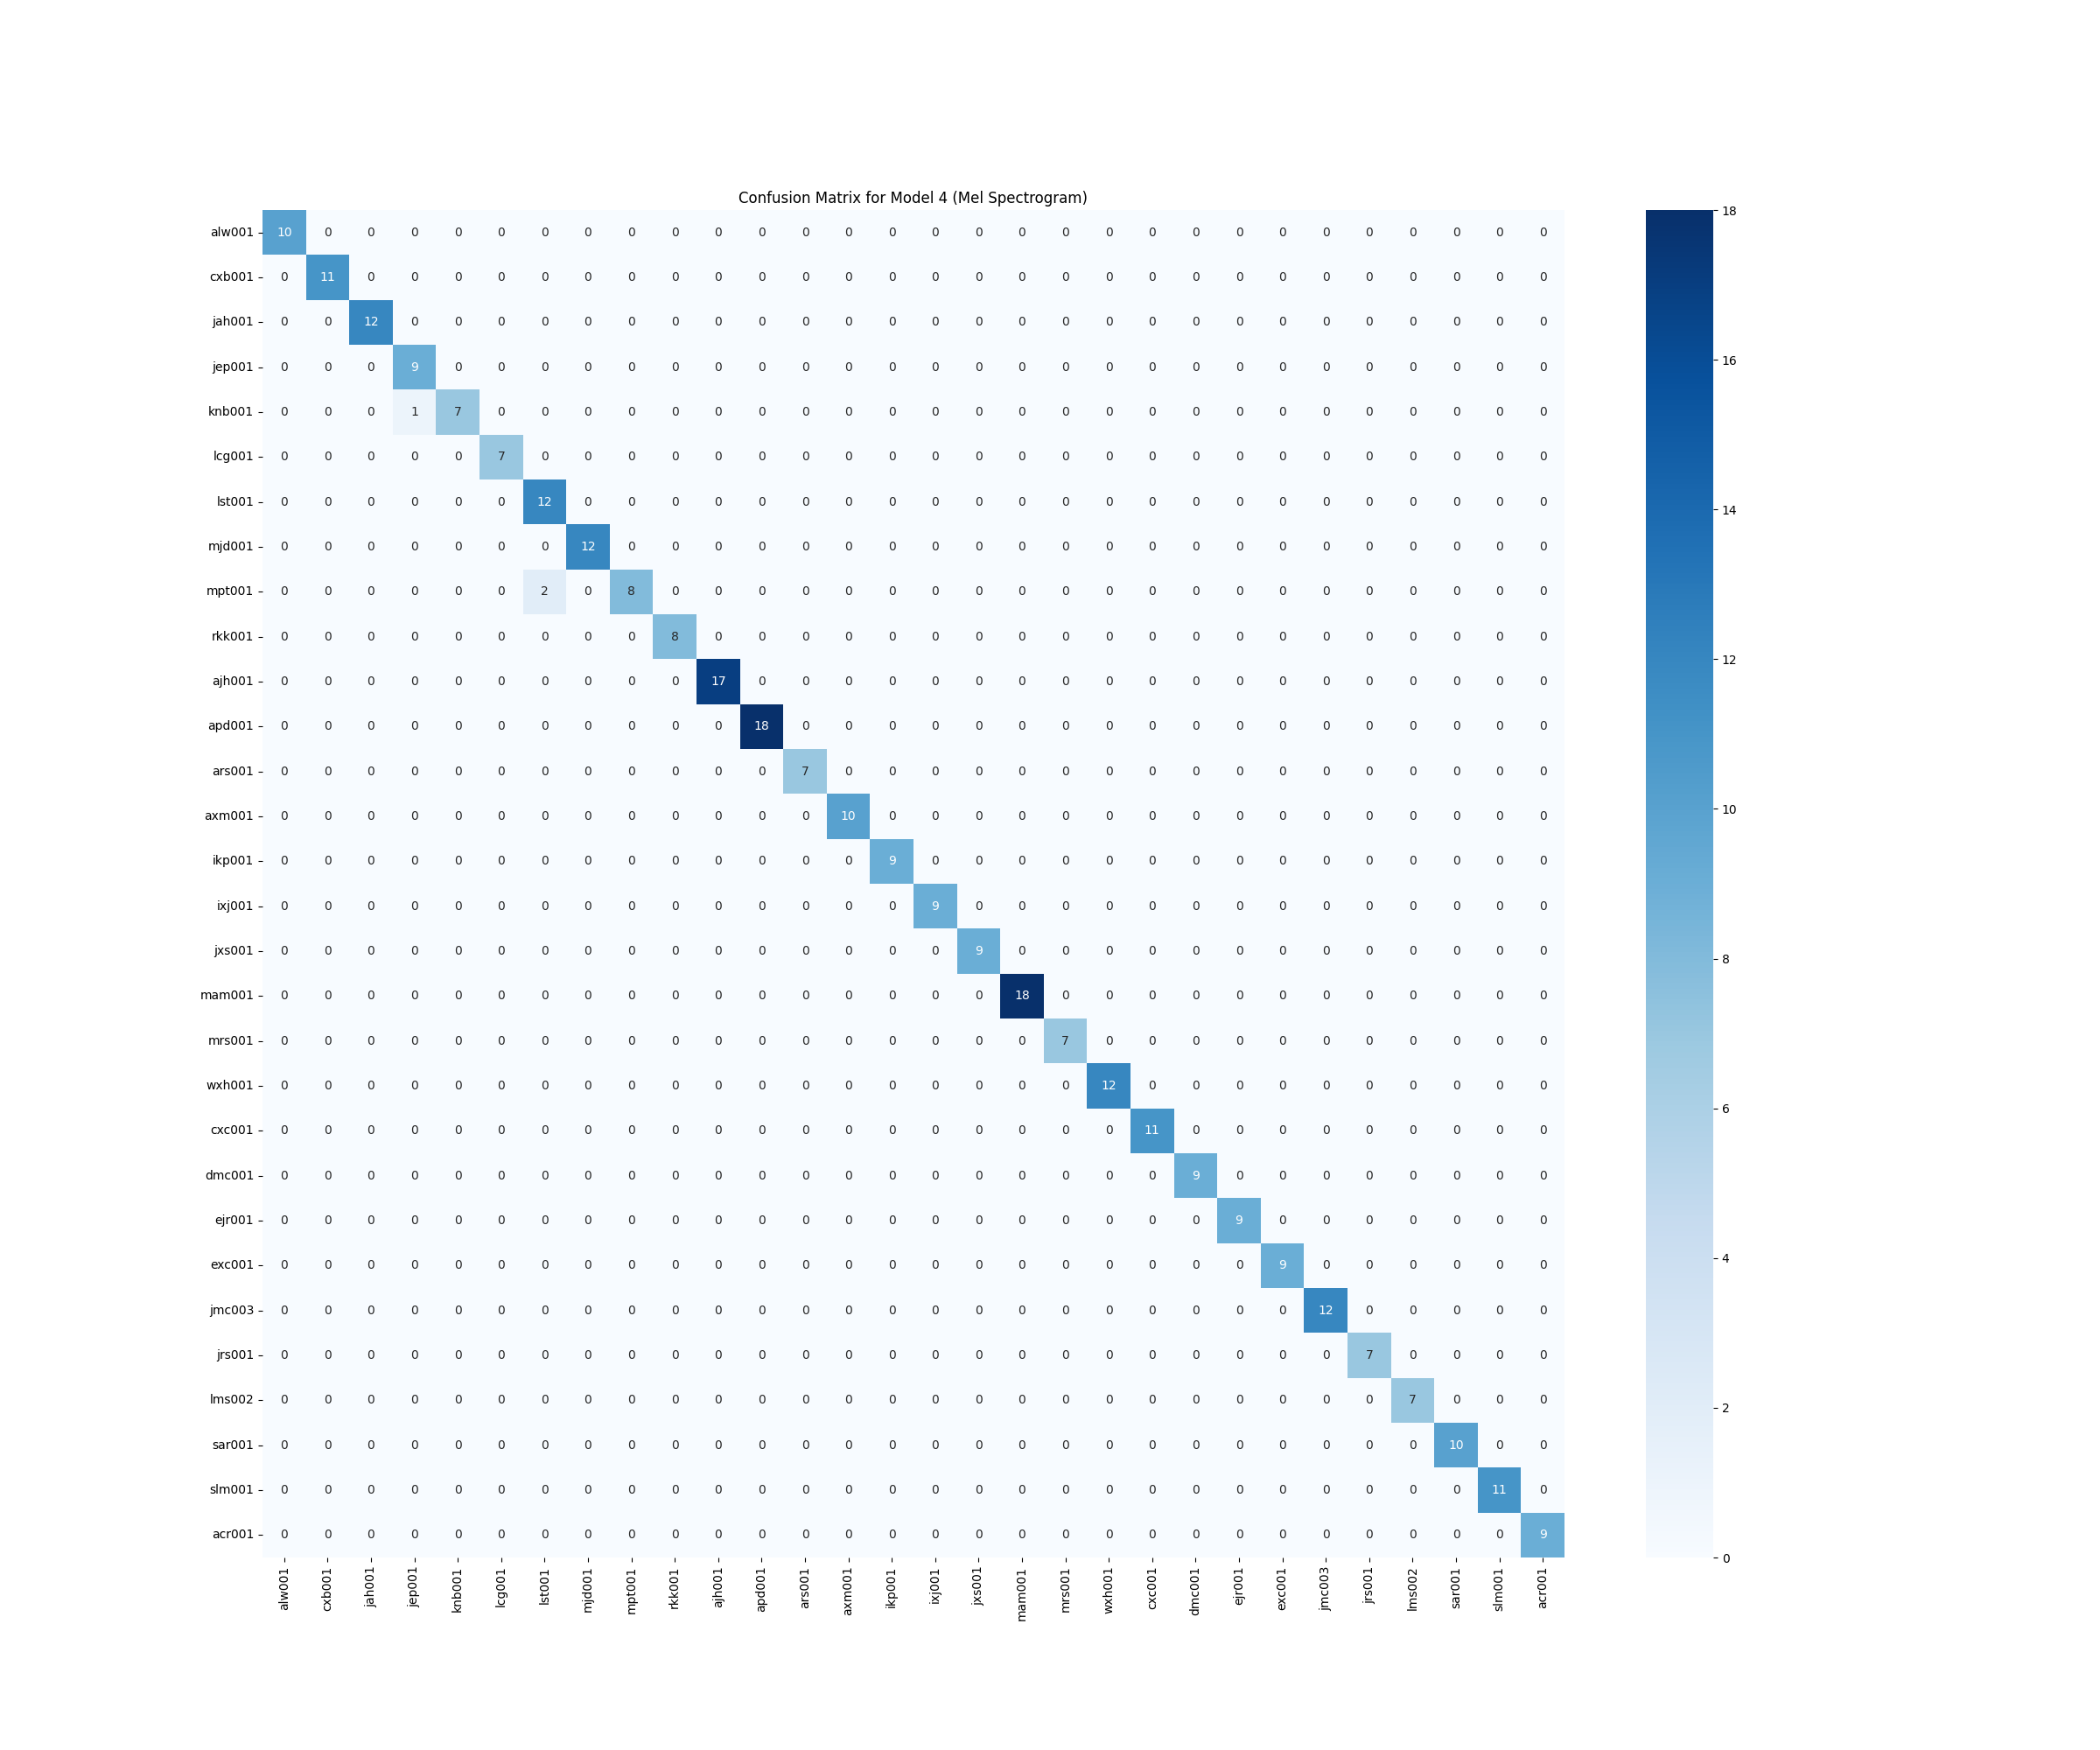 Confusion Matrix for Model 4 (Mel Spectrogram)
alw001 10 0 0 0 0 0 0 0 0 0 0 0 0 0 0 0 0 0 0 0 0 0 0 0 0 0 0 0 0 0
cxb001 0 11 0 0 0 0 0 0 0 0 0 0 0 0 0 0 0 0 0 0 0 0 0 0 0 0 0 0 0 0
jah001 0 0 12 0 0 0 0 0 0 0 0 0 0 0 0 0 0 0 0 0 0 0 0 0 0 0 0 0 0 0
jep001 0 0 0 9 0 0 0 0 0 0 0 0 0 0 0 0 0 0 0 0 0 0 0 0 0 0 0 0 0 0
knb001 0 0 0 1 7 0 0 0 0 0 0 0 0 0 0 0 0 0 0 0 0 0 0 0 0 0 0 0 0 0
lcg001 0 0 0 0 0 7 0 0 0 0 0 0 0 0 0 0 0 0 0 0 0 0 0 0 0 0 0 0 0 0
lst001 0 0 0 0 0 0 12 0 0 0 0 0 0 0 0 0 0 0 0 0 0 0 0 0 0 0 0 0 0 0
mjd001 0 0 0 0 0 0 0 12 0 0 0 0 0 0 0 0 0 0 0 0 0 0 0 0 0 0 0 0 0 0
mpt001 0 0 0 0 0 0 2 0 8 0 0 0 0 0 0 0 0 0 0 0 0 0 0 0 0 0 0 0 0 0
rkk001 0 0 0 0 0 0 0 0 0 8 0 0 0 0 0 0 0 0 0 0 0 0 0 0 0 0 0 0 0 0
ajh001 0 0 0 0 0 0 0 0 0 0 17 0 0 0 0 0 0 0 0 0 0 0 0 0 0 0 0 0 0 0
apd001 0 0 0 0 0 0 0 0 0 0 0 18 0 0 0 0 0 0 0 0 0 0 0 0 0 0 0 0 0 0
ars001 0 0 0 0 0 0 0 0 0 0 0 0 7 0 0 0 0 0 0 0 0 0 0 0 0 0 0 0 0 0
axm001 0 0 0 0 0 0 0 0 0 0 0 0 0 10 0 0 0 0 0 0 0 0 0 0 0 0 0 0 0 0
ikp001 0 0 0 0 0 0 0 0 0 0 0 0 0 0 9 0 0 0 0 0 0 0 0 0 0 0 0 0 0 0
ixj001 0 0 0 0 0 0 0 0 0 0 0 0 0 0 0 9 0 0 0 0 0 0 0 0 0 0 0 0 0 0
jxs001 0 0 0 0 0 0 0 0 0 0 0 0 0 0 0 0 9 0 0 0 0 0 0 0 0 0 0 0 0 0
mam001 0 0 0 0 0 0 0 0 0 0 0 0 0 0 0 0 0 18 0 0 0 0 0 0 0 0 0 0 0 0
mrs001 0 0 0 0 0 0 0 0 0 0 0 0 0 0 0 0 0 0 7 0 0 0 0 0 0 0 0 0 0 0
wxh001 0 0 0 0 0 0 0 0 0 0 0 0 0 0 0 0 0 0 0 12 0 0 0 0 0 0 0 0 0 0
cxc001 0 0 0 0 0 0 0 0 0 0 0 0 0 0 0 0 0 0 0 0 11 0 0 0 0 0 0 0 0 0
dmc001 0 0 0 0 0 0 0 0 0 0 0 0 0 0 0 0 0 0 0 0 0 9 0 0 0 0 0 0 0 0
ejr001 0 0 0 0 0 0 0 0 0 0 0 0 0 0 0 0 0 0 0 0 0 0 9 0 0 0 0 0 0 0
exc001 0 0 0 0 0 0 0 0 0 0 0 0 0 0 0 0 0 0 0 0 0 0 0 9 0 0 0 0 0 0
jmc003 0 0 0 0 0 0 0 0 0 0 0 0 0 0 0 0 0 0 0 0 0 0 0 0 12 0 0 0 0 0
jrs001 0 0 0 0 0 0 0 0 0 0 0 0 0 0 0 0 0 0 0 0 0 0 0 0 0 7 0 0 0 0
lms002 0 0 0 0 0 0 0 0 0 0 0 0 0 0 0 0 0 0 0 0 0 0 0 0 0 0 7 0 0 0
sar001 0 0 0 0 0 0 0 0 0 0 0 0 0 0 0 0 0 0 0 0 0 0 0 0 0 0 0 10 0 0
slm001 0 0 0 0 0 0 0 0 0 0 0 0 0 0 0 0 0 0 0 0 0 0 0 0 0 0 0 0 11 0
acr001 0 0 0 0 0 0 0 0 0 0 0 0 0 0 0 0 0 0 0 0 0 0 0 0 0 0 0 0 0 9
alw001 cxb001 jah001 jep001 knb001 lcg001 lst001 mjd001 mpt001 rkk001 ajh001 apd001 ars001 axm001 ikp001 ixj001 jxs001 mam001 mrs001 wxh001 cxc001 dmc001 ejr001 exc001 jmc003 jrs001 lms002 sar001 slm001 acr001
18
16
14
12
10
8
6
4
2
0